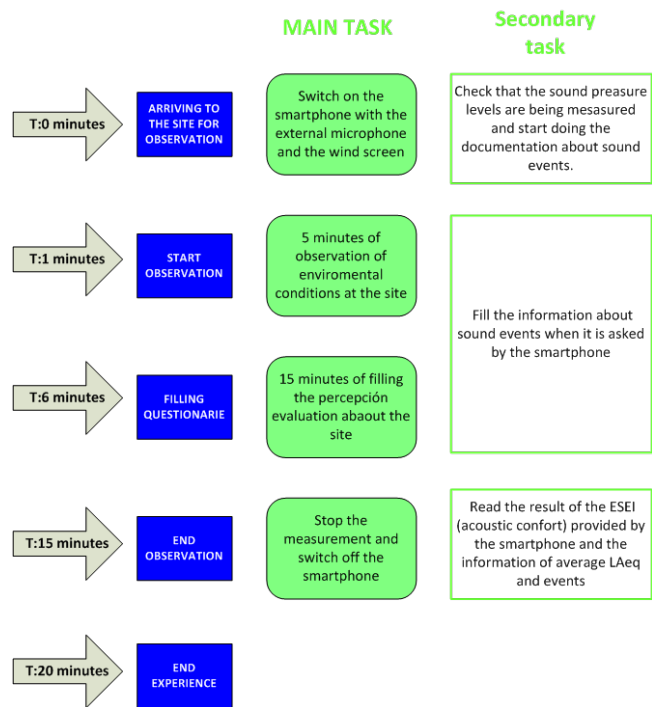 MAIN TASK
Secondary
task
T:0 minutes
ARRIVING TO
THE SITE FOR
OBSERVATION
Switch on the
smartphone with the
external microphone
and the wind screen
Check that the sound preasure
levels are being mesasured
and start doing the
documentation about sound
events.
T:1 minutes
START
OBSERVATION
5 minutes of
observation of
enviromental
conditions at the site
Fill the information about
sound events when it is asked
by the smartphone
T:6 minutes
FILLING
QUESTIONARIE
15 minutes of filling
the percepción
evaluation abaout the
site
T:15 minutes
END
OBSERVATION
Stop the
measurement and
switch off the
smartphone
Read the result of the ESEI
(acoustic confort) provided by
the smartphone and the
information of average LAeq
and events
T:20 minutes
END
EXPERIENCE